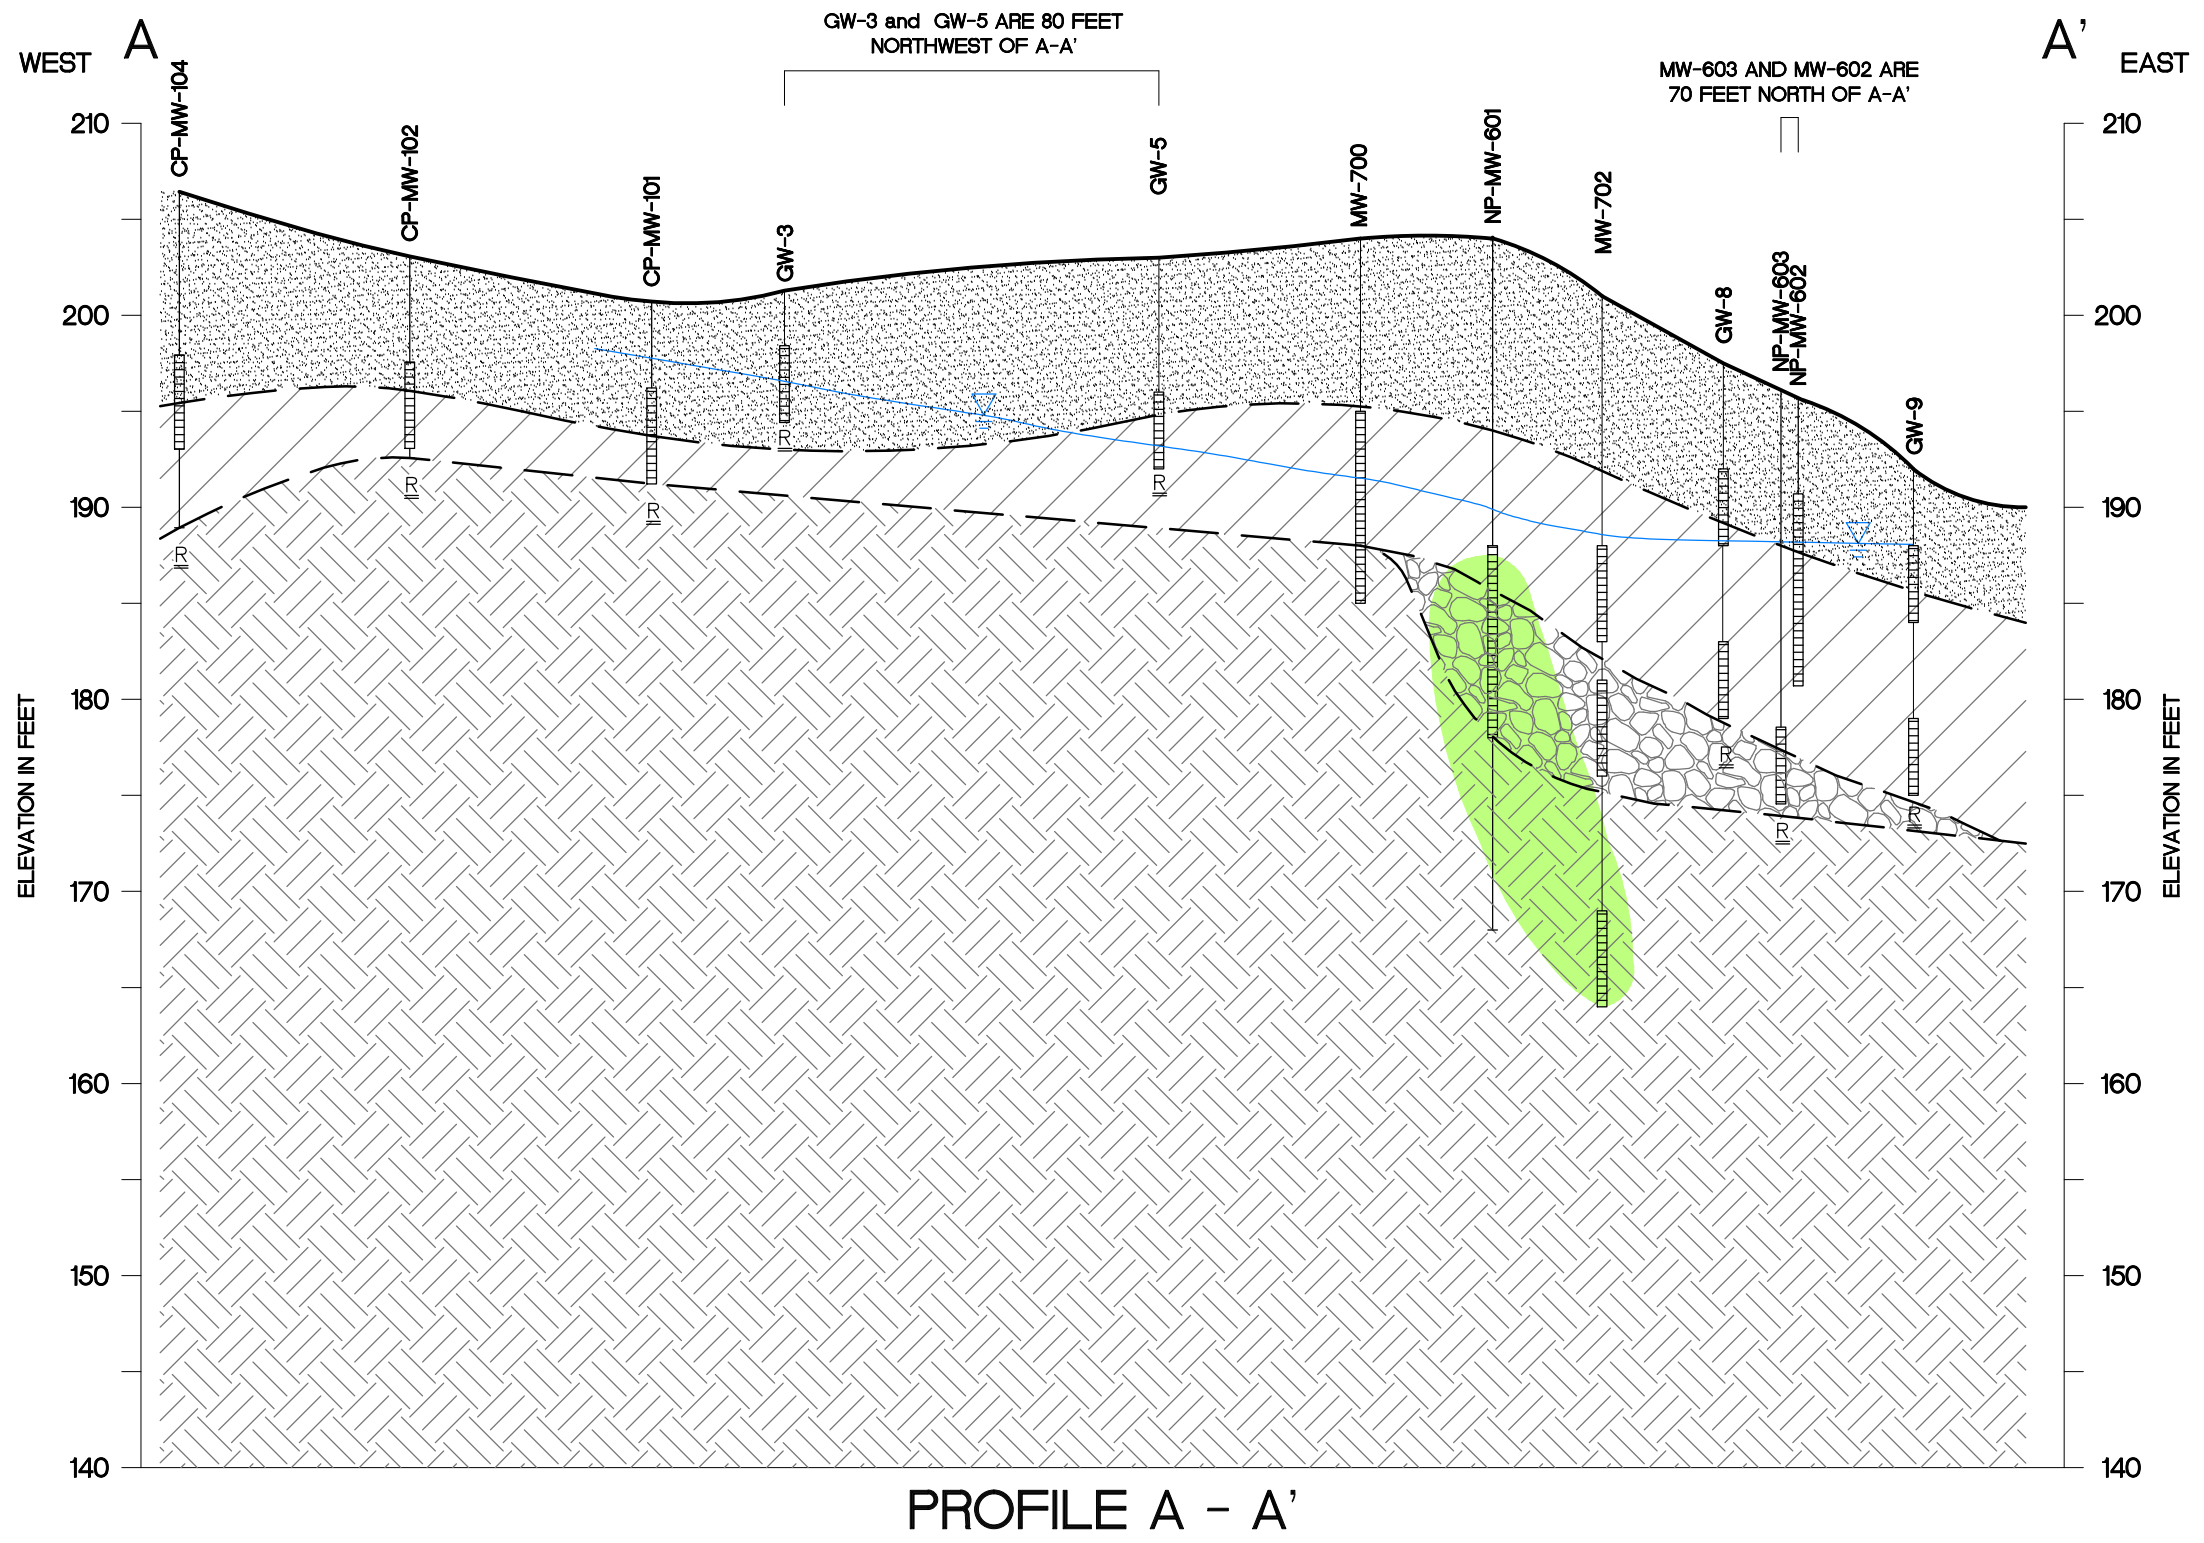 GW-3 and GW-5 ARE 80 FEET
NORTHWEST OF A-A'
WEST
A
A'
EAST
MW-603 AND MW-602 ARE
70 FEET NORTH OF A-A'
CP-MW-104
CP-MW-102
CP-MW-101
GW-3
GW-5
MW-700
NP-MW-601
MW-702
GW-8
NP-MW-603
NP-MW-602
GW-9
210
200
190
180
170
160
150
140
210
200
190
180
170
160
150
140
ELEVATION IN FEET
ELEVATION IN FEET
R
R
R
R
R
R
R
R
PROFILE A - A'